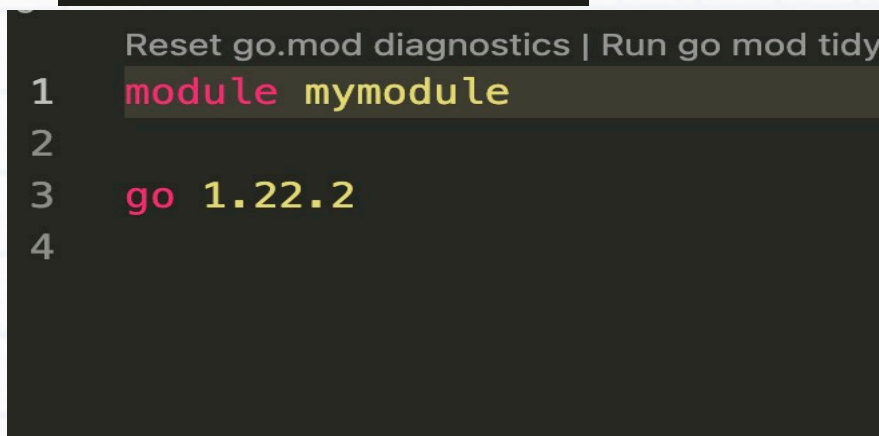 Reset go.mod diagnostics | Run go mod tidy
1 module mymodule
2
3 go 1.22.2
4